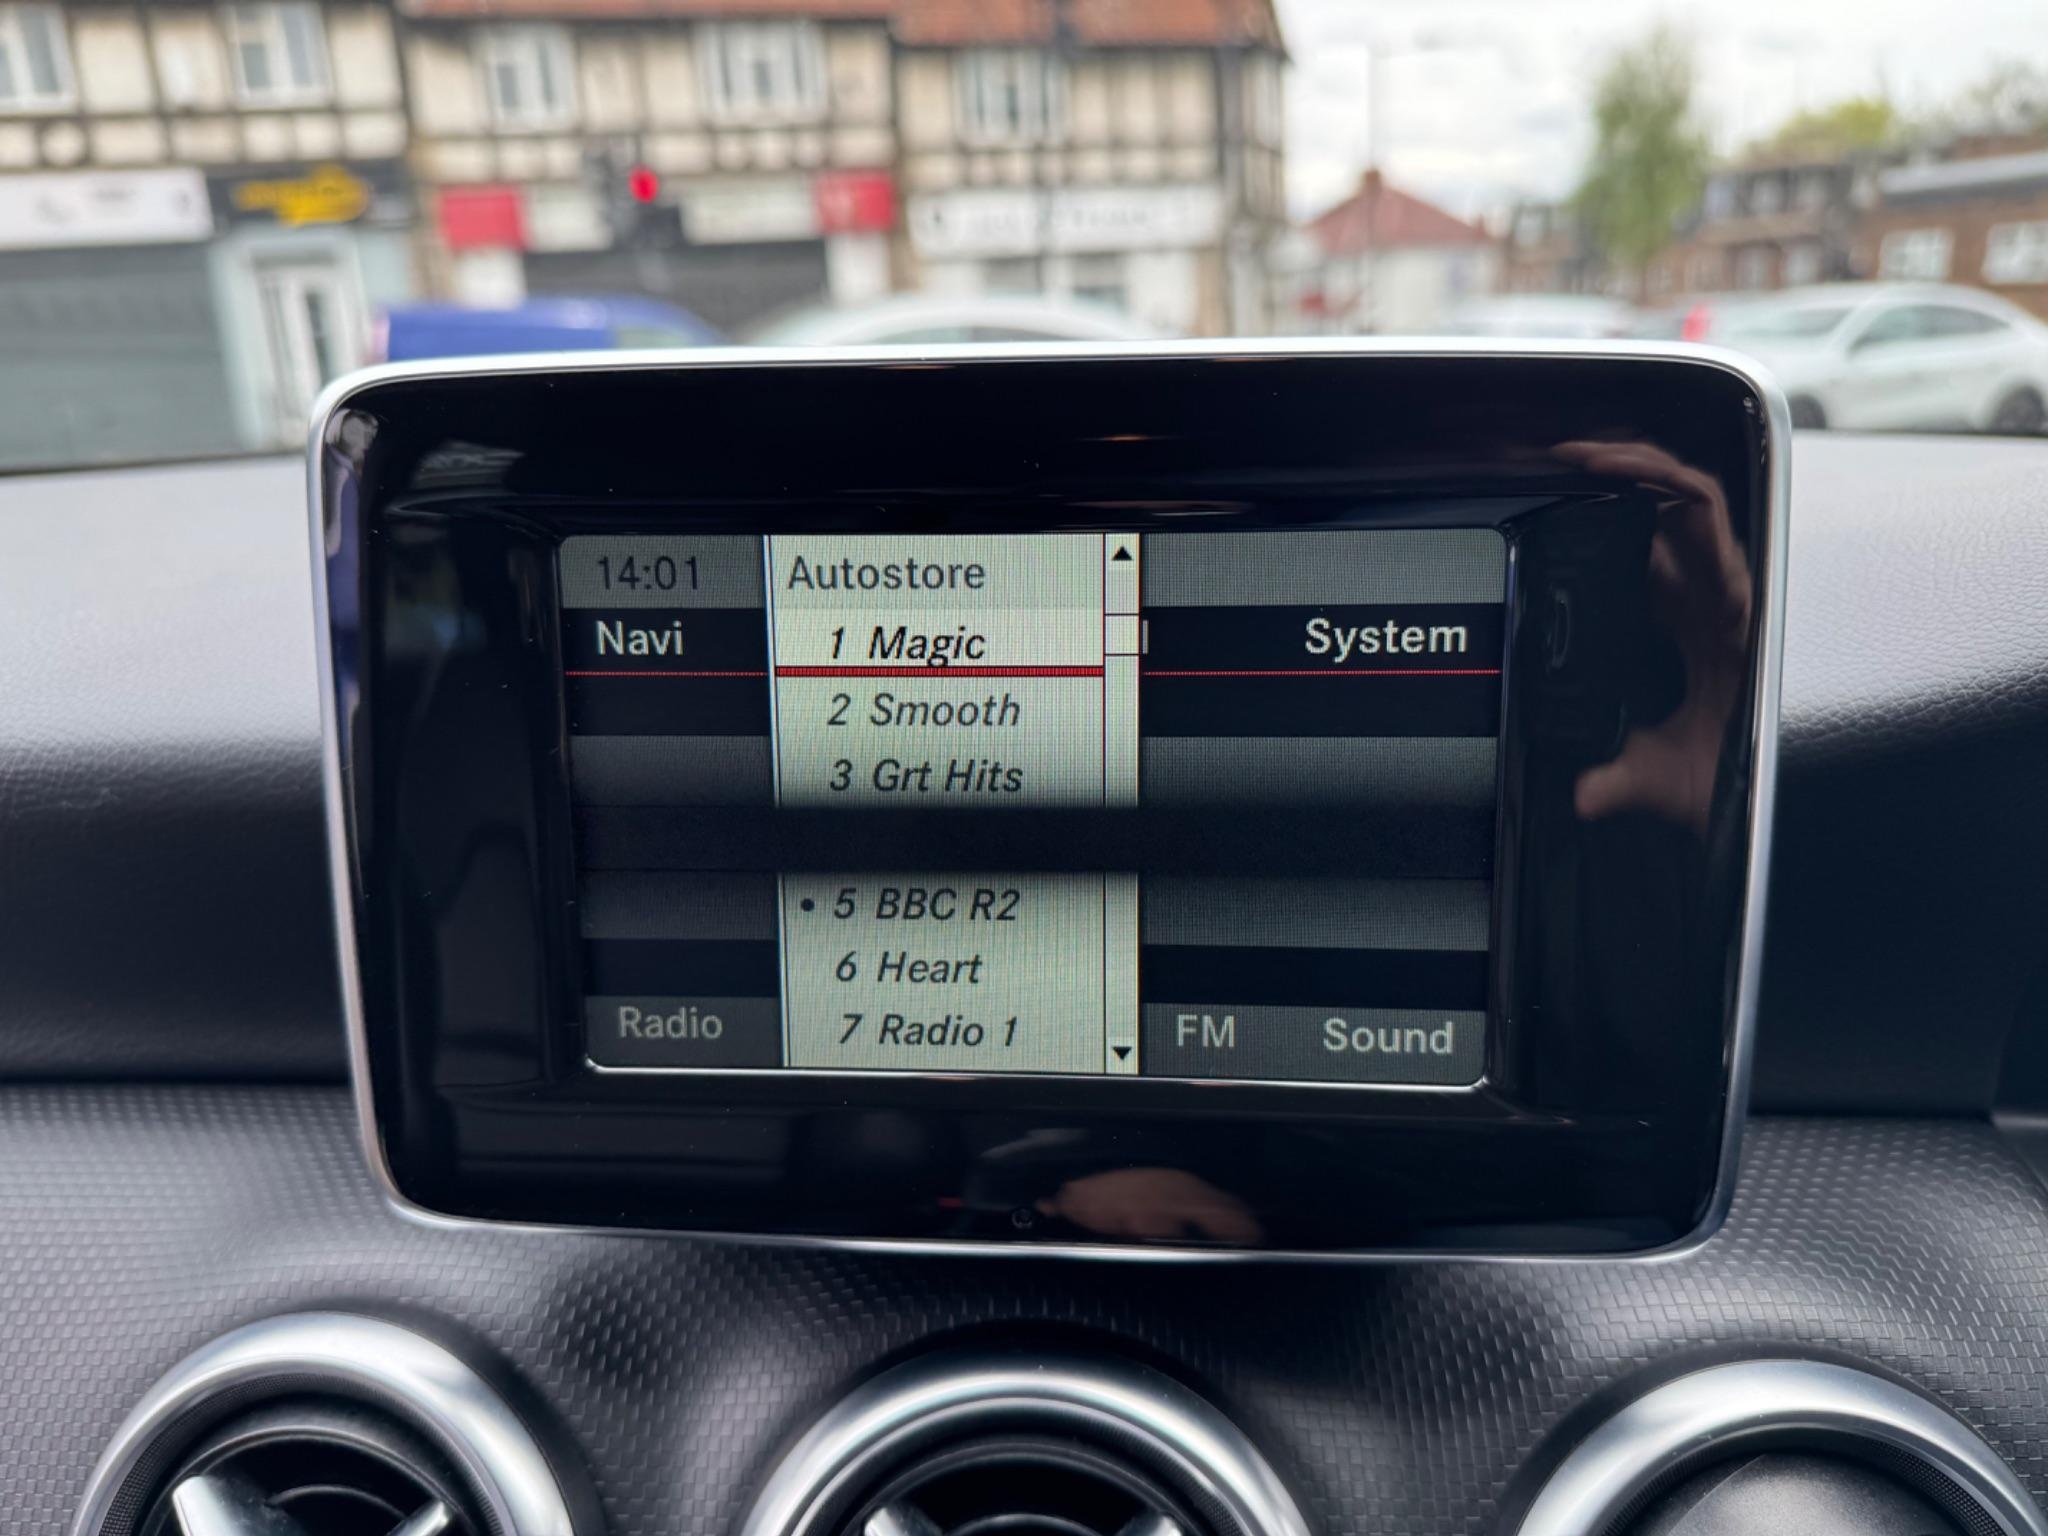 14:01
Autostore
Navi
1 Magic
System
2 Smooth
3 Grt Hits
• 5 BBC R2
6 Heart
7 Radio 1
Radio
FM
Sound